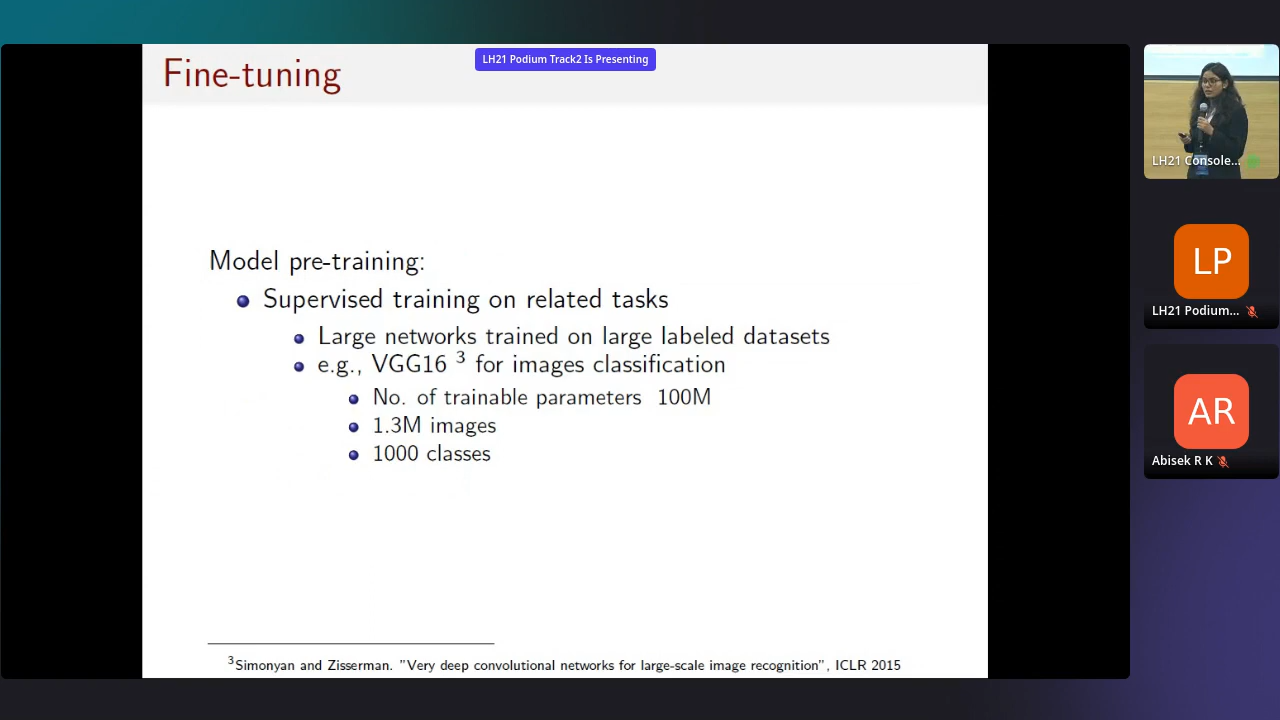 Fine-tuning
LH21 Podium Track2 Is Presenting
Model pre-training:
Supervised training on related tasks
Large networks trained on large labeled datasets
e.g., VGG16 3 for images classification
No. of trainable parameters 100M
1.3M images
1000 classes
3Simonyan and Zisserman. "Very deep convolutional networks for large-scale image recognition", ICLR 2015
LH21 Console...
LP
LH21 Podium...
AR
Abisek R K